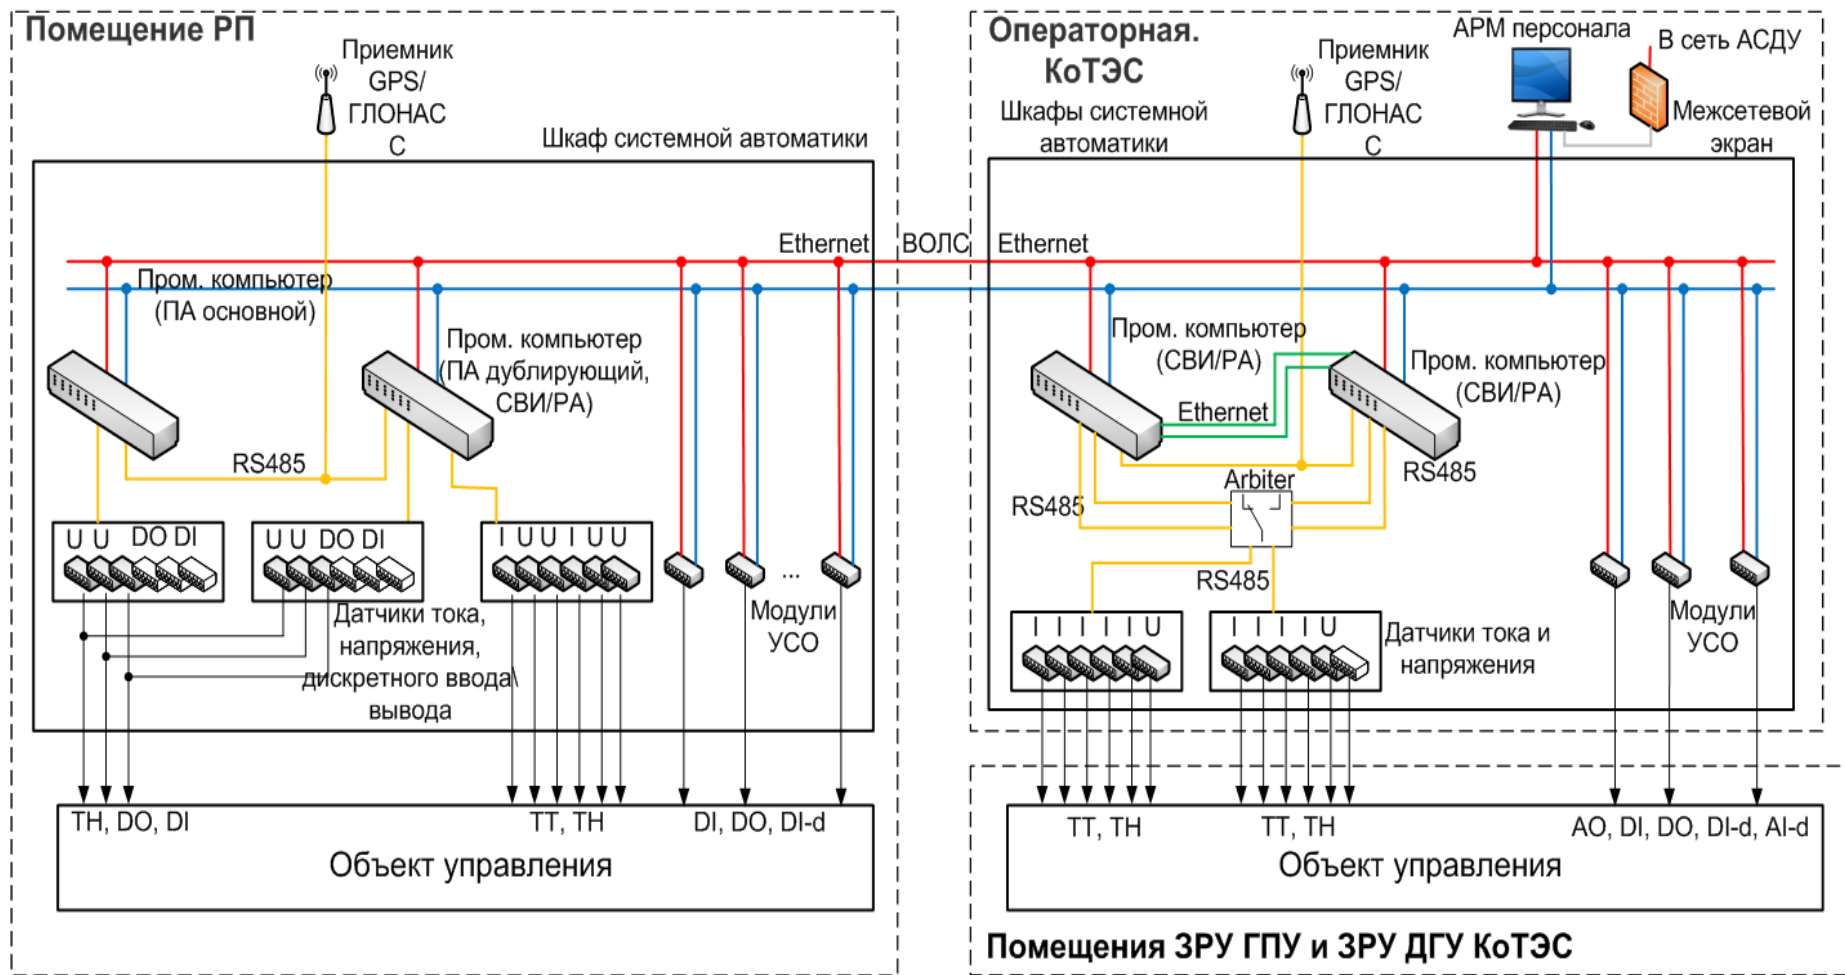 Помещение РП
Приемник
GPS/
ГЛОНАС
С
Шкаф системной автоматики
Ethernet
ВОЛС
Пром. компьютер
(ПА основной)
Пром. компьютер
(ПА дублирующий,
СВИ/РА)
RS485
U U DO DI
U U DO DI
I U U I U U
Датчики тока,
напряжения,
дискретного ввода\
вывода
...
Модули
УСО
ТН, DO, DI
ТТ, ТН
DI, DO, DI-d
Объект управления
Операторная.
КоТЭС
Шкафы системной
автоматики
Приемник
GPS/
ГЛОНАС
С
АРМ персонала
В сеть АСДУ
Межсетевой
экран
Ethernet
Пром. компьютер
(СВИ/РА)
Пром. компьютер
(СВИ/РА)
Ethernet
RS485
Arbiter
RS485
RS485
I I I I I U
I I I I U
Датчики тока и
напряжения
Модули
УСО
ТТ, ТН
ТТ, ТН
AO, DI, DO, DI-d, AI-d
Объект управления
Помещения ЗРУ ГПУ и ЗРУ ДГУ КоТЭС